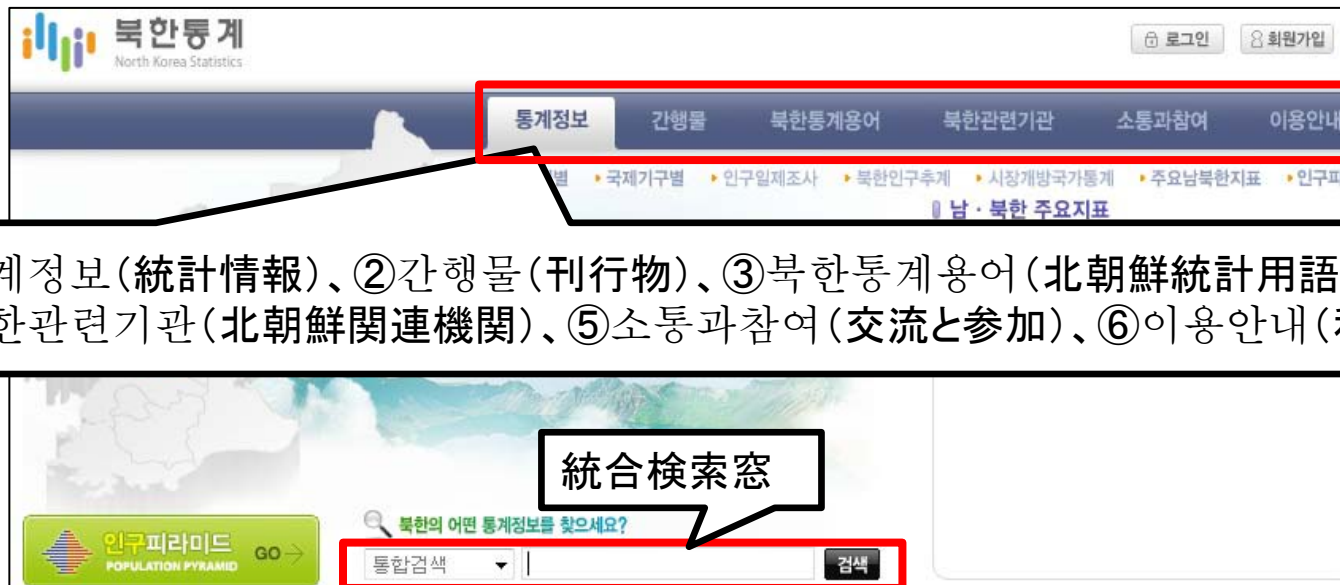 북한통계
North Korea Statistics
로그인 회원가입
통계정보 간행물 북한통계용어 북한관련기관 소통과참여 이용안내
별 국제기구별 인구일제조사 북한인구추계 시장개방국가통계 주요남북한지표 인구피
남·북한 주요지표
계정보(統計情報)、②간행물(刊行物)、③북한통계용어(北朝鮮統計用語
한관련기관(北朝鮮関連機関)、⑤소통과참여(交流と参加)、⑥이용안내(
統合検索窓
북한의 어떤 통계정보를 찾으세요?
인구피라미드
POPULATION PYRAMID
GO
통합검색 검색